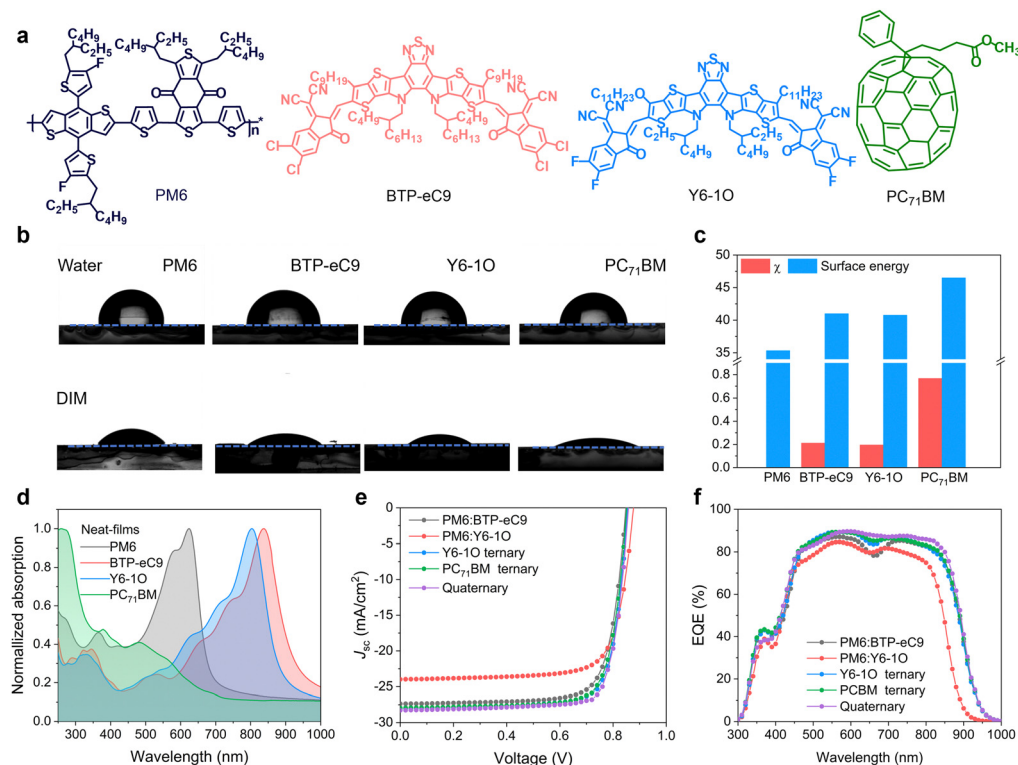 a
C₄H₉ C₂H₅ F
C₄H₉ C₂H₅ S C₂H₅ C₄H₉
S O O
S S S S S n*
F S
C₂H₅ C₄H₉
PM6
N S N
C₉H₁₉ S S S S C₉H₁₉
NC CN N N NC CN
C₄H₉ C₆H₁₃ C₄H₉ C₆H₁₃
O Cl Cl O Cl Cl
BTP-eC9
N S N
C₁₁H₂₃ O S S S S C₁₁H₂₃
NC CN N N NC CN
C₂H₅ C₄H₉ C₂H₅ C₄H₉
O F F O F F
Y6-1O
O CH₃
O
PC₇₁BM
b
Water PM6 BTP-eC9 Y6-1O PC₇₁BM
DIM
c
χ Surface energy
50
45
40
35
0.8
0.6
0.4
0.2
0.0
PM6 BTP-eC9 Y6-1O PC₇₁BM
d
Neat-films
PM6
BTP-eC9
Y6-1O
PC₇₁BM
Normalized absorption
1.0
0.8
0.6
0.4
0.2
0.0
300 400 500 600 700 800 900 1000
Wavelength (nm)
e
PM6:BTP-eC9
PM6:Y6-1O
Y6-1O ternary
PC₇₁BM ternary
Quaternary
Jsc (mA/cm²)
0
-5
-10
-15
-20
-25
-30
0.0 0.2 0.4 0.6 0.8 1.0
Voltage (V)
f
PM6:BTP-eC9
PM6:Y6-1O
Y6-1O ternary
PCBM ternary
Quaternary
EQE (%)
100
80
60
40
20
0
300 400 500 600 700 800 900 1000
Wavelength (nm)